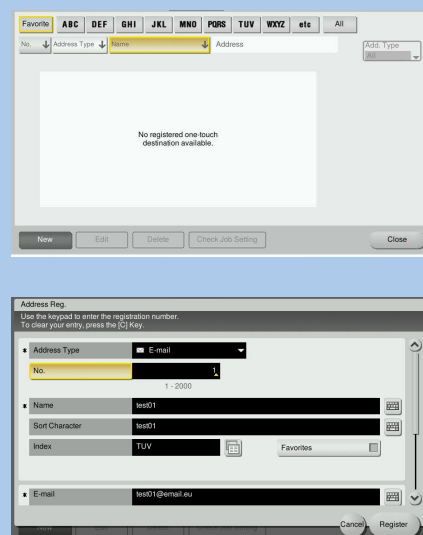 Favorite ABC DEF GHI JKL MNO PQRS TUV WXYZ etc All
No. Address Type Name Address Add. Type
All
No registered one-touch
destination available.
New Edit Delete Check Job Setting Close
Address Reg.
Use the keypad to enter the registration number.
To clear your entry, press the [C] Key.
* Address Type E-mail
No. 1
1 - 2000
* Name test01
Sort Character test01
Index TUV Favorites
* E-mail test01@email.eu
Cancel Register
New